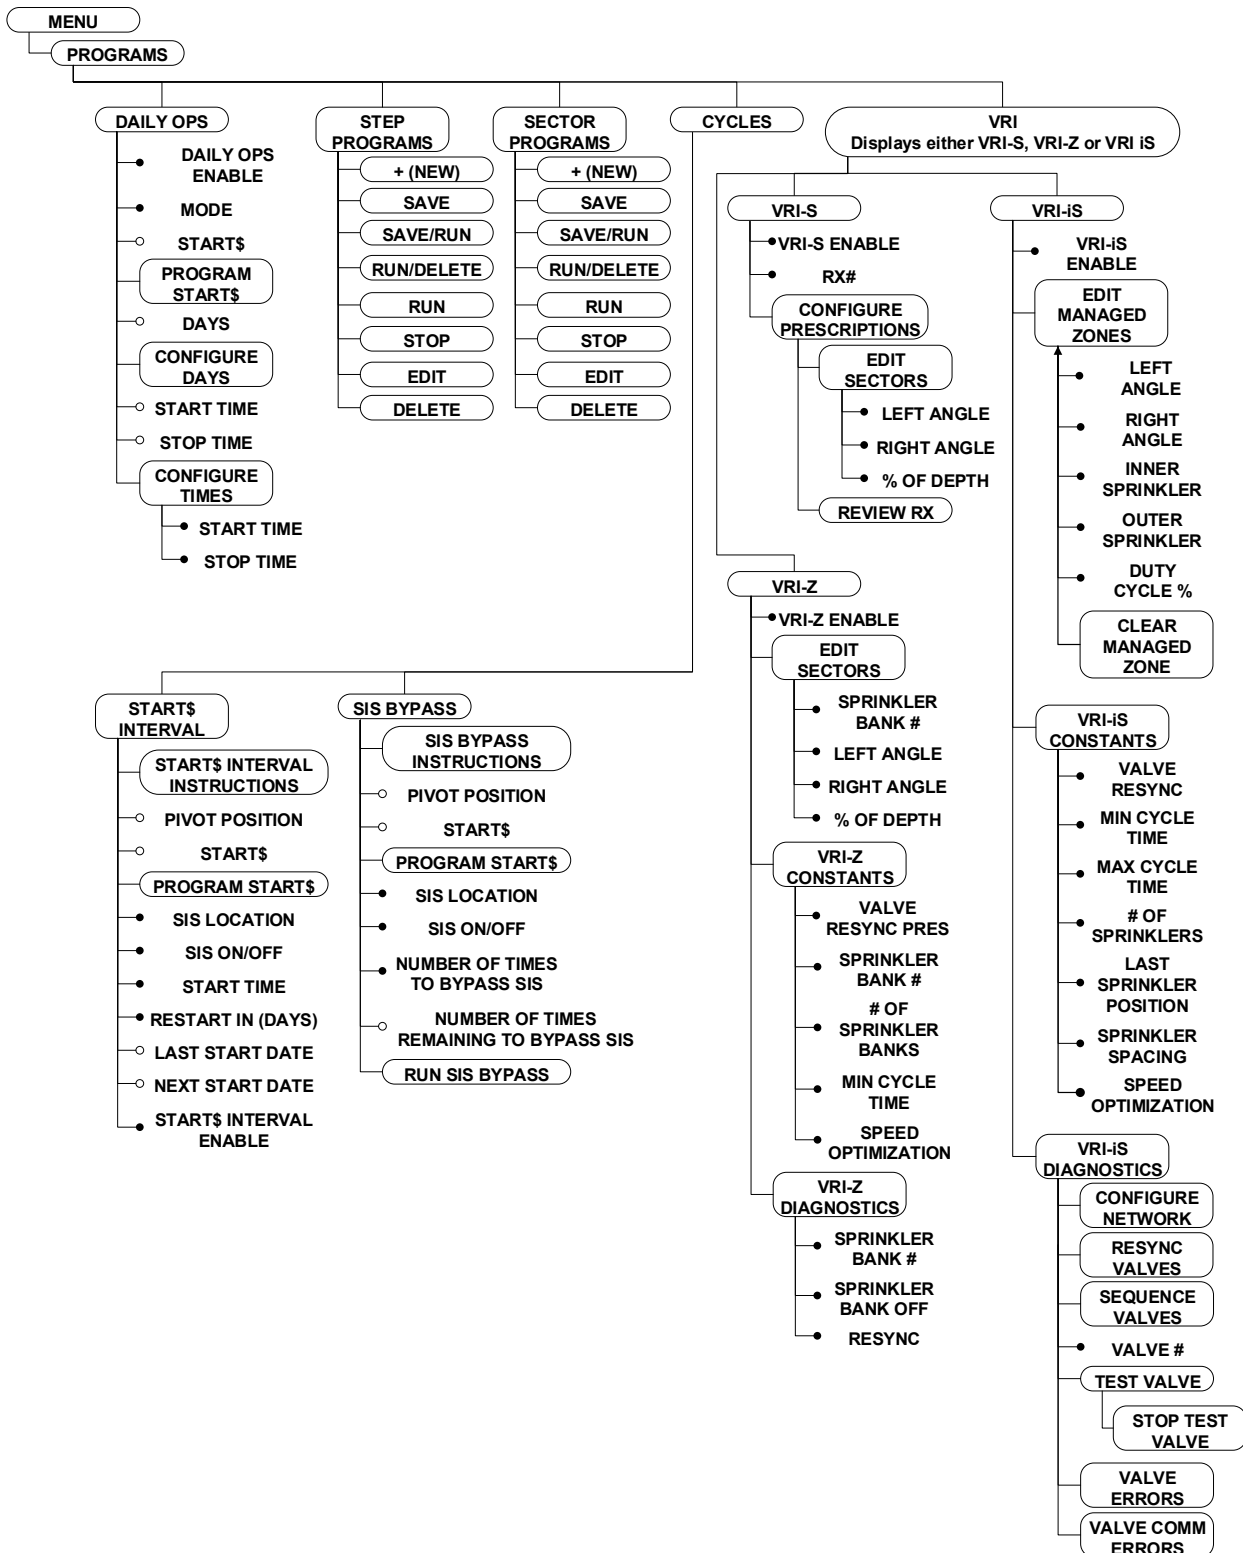 MENU
PROGRAMS
DAILY OPS
DAILY OPS
ENABLE
MODE
START$
PROGRAM
START$
DAYS
CONFIGURE
DAYS
START TIME
STOP TIME
CONFIGURE
TIMES
START TIME
STOP TIME
STEP
PROGRAMS
+ (NEW)
SAVE
SAVE/RUN
RUN/DELETE
RUN
STOP
EDIT
DELETE
SECTOR
PROGRAMS
+ (NEW)
SAVE
SAVE/RUN
RUN/DELETE
RUN
STOP
EDIT
DELETE
CYCLES
START$
INTERVAL
START$ INTERVAL
INSTRUCTIONS
PIVOT POSITION
START$
PROGRAM START$
SIS LOCATION
SIS ON/OFF
START TIME
RESTART IN (DAYS)
LAST START DATE
NEXT START DATE
START$ INTERVAL
ENABLE
SIS BYPASS
SIS BYPASS
INSTRUCTIONS
PIVOT POSITION
START$
PROGRAM START$
SIS LOCATION
SIS ON/OFF
NUMBER OF TIMES
TO BYPASS SIS
NUMBER OF TIMES
REMAINING TO BYPASS SIS
RUN SIS BYPASS
VRI
Displays either VRI-S, VRI-Z or VRI iS
VRI-S
VRI-S ENABLE
RX#
CONFIGURE
PRESCRIPTIONS
EDIT
SECTORS
LEFT ANGLE
RIGHT ANGLE
% OF DEPTH
REVIEW RX
VRI-Z
VRI-Z ENABLE
EDIT
SECTORS
SPRINKLER
BANK #
LEFT ANGLE
RIGHT ANGLE
% OF DEPTH
VRI-Z
CONSTANTS
VALVE
RESYNC PRES
SPRINKLER
BANK #
# OF
SPRINKLER
BANKS
MIN CYCLE
TIME
SPEED
OPTIMIZATION
VRI-Z
DIAGNOSTICS
SPRINKLER
BANK #
SPRINKLER
BANK OFF
RESYNC
VRI-iS
VRI-iS
ENABLE
EDIT
MANAGED
ZONES
LEFT
ANGLE
RIGHT
ANGLE
INNER
SPRINKLER
OUTER
SPRINKLER
DUTY
CYCLE %
CLEAR
MANAGED
ZONE
VRI-iS
CONSTANTS
VALVE
RESYNC
MIN CYCLE
TIME
MAX CYCLE
TIME
# OF
SPRINKLERS
LAST
SPRINKLER
POSITION
SPRINKLER
SPACING
SPEED
OPTIMIZATION
VRI-iS
DIAGNOSTICS
CONFIGURE
NETWORK
RESYNC
VALVES
SEQUENCE
VALVES
VALVE #
TEST VALVE
STOP TEST
VALVE
VALVE
ERRORS
VALVE COMM
ERRORS